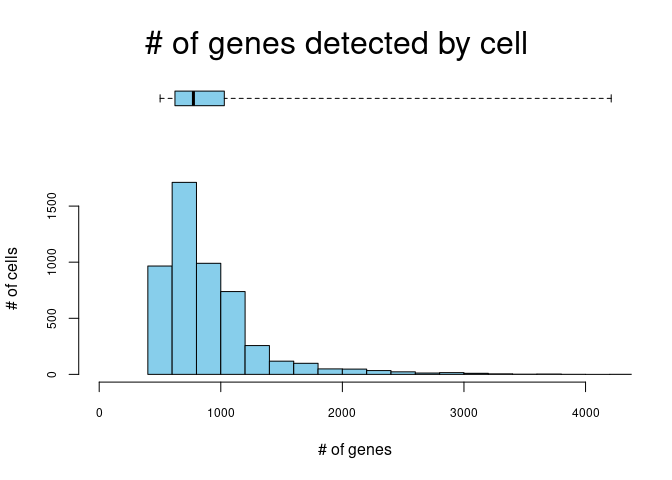 # of genes detected by cell
1500
1000
500
0
# of cells
0 1000 2000 3000 4000
# of genes